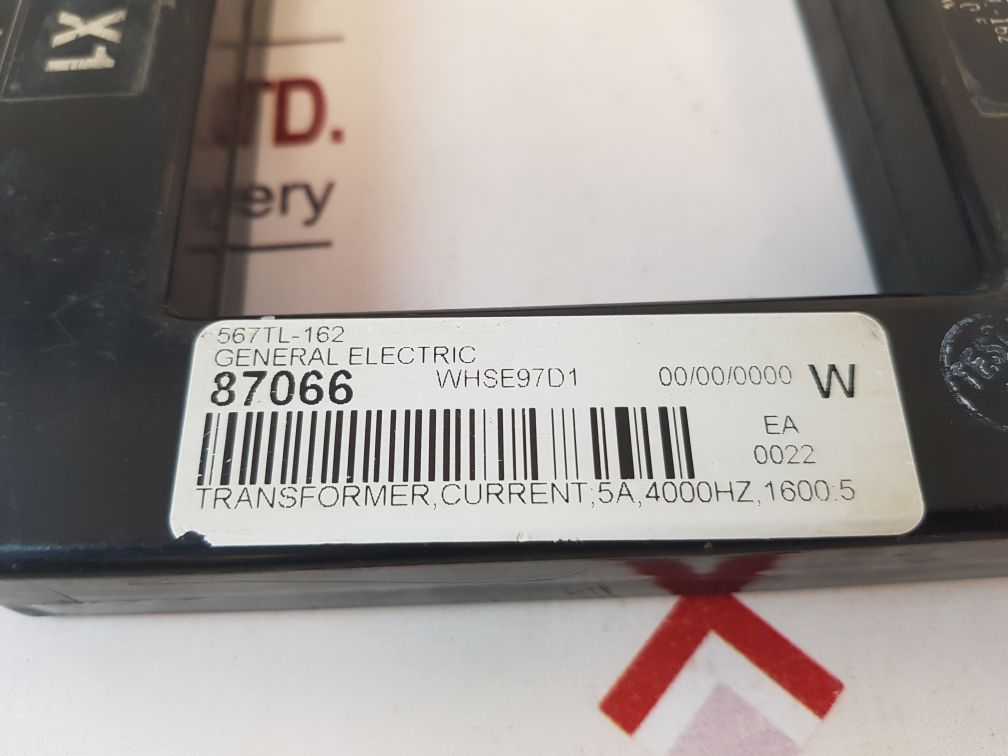 X1
TD.
very
567TL-162
GENERAL ELECTRIC
87066 WHSE97D1 00/00/0000 W
EA
0022
TRANSFORMER,CURRENT;5A,4000HZ,1600:5